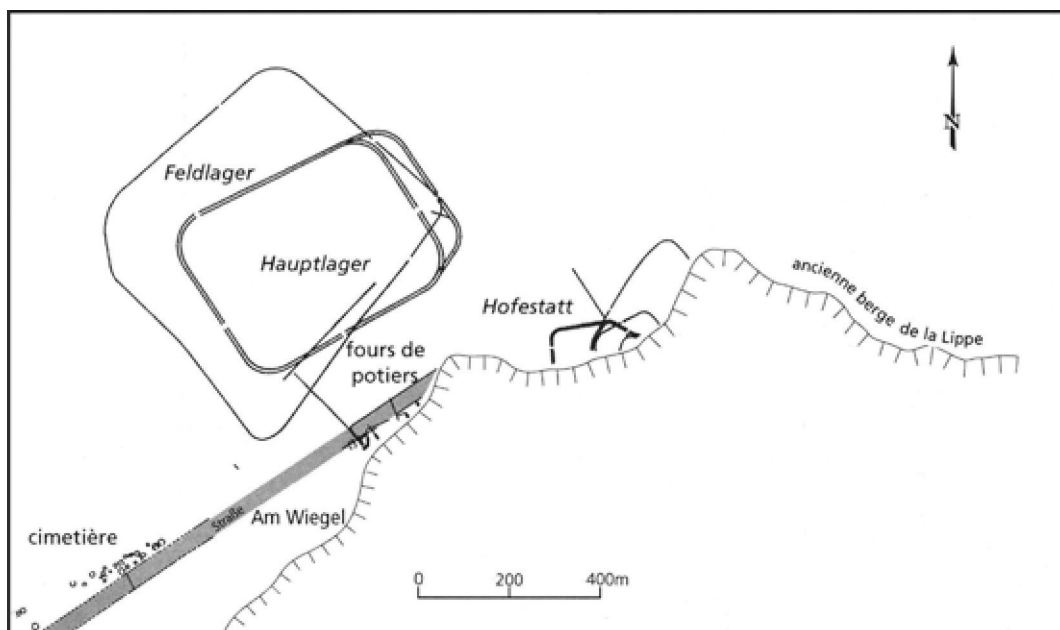 N
Feldlager
Hauptlager
Hofestatt
ancienne berge de la Lippe
fours de
potiers
Straße
Am Wiegel
cimetière
0 200 400m